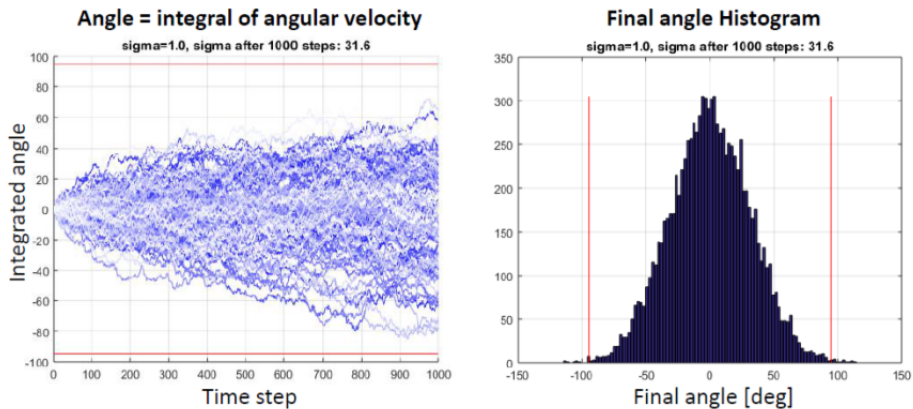 Angle = integral of angular velocity
sigma=1.0, sigma after 1000 steps: 31.6
100
80
60
40
20
0
-20
-40
-60
-80
-100
Integrated angle
0 100 200 300 400 500 600 700 800 900 1000
Time step
Final angle Histogram
sigma=1.0, sigma after 1000 steps: 31.6
350
300
250
200
150
100
50
0
-150 -100 -50 0 50 100 150
Final angle [deg]